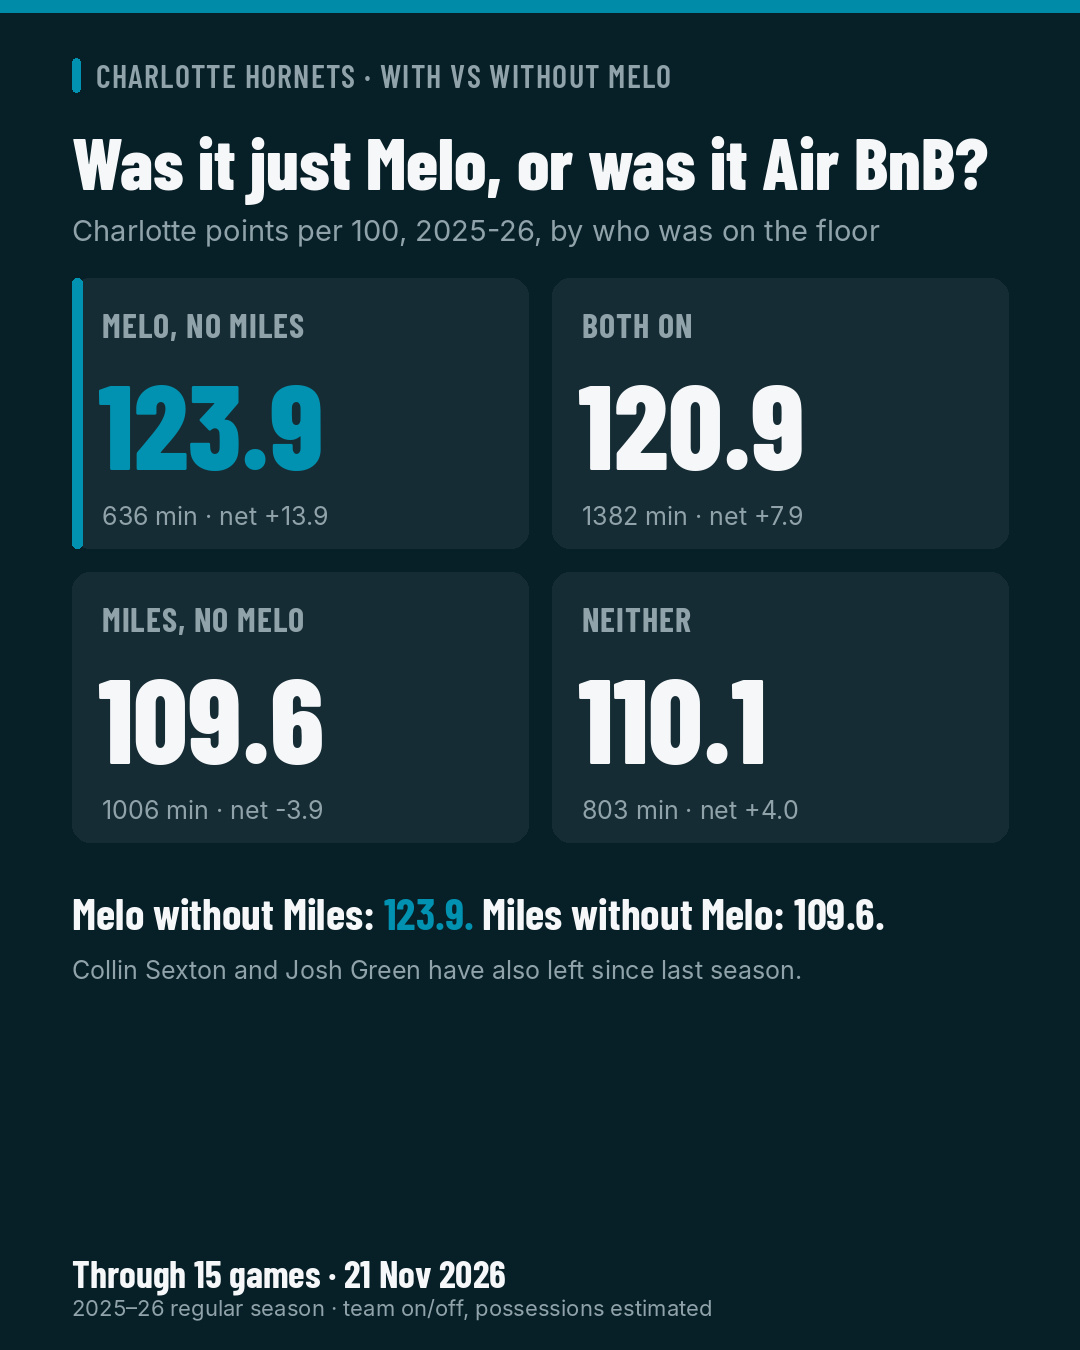 CHARLOTTE HORNETS · WITH VS WITHOUT MELO
Was it just Melo, or was it Air BnB?
Charlotte points per 100, 2025-26, by who was on the floor
MELO, NO MILES
123.9
636 min · net +13.9
BOTH ON
120.9
1382 min · net +7.9
MILES, NO MELO
109.6
1006 min · net -3.9
NEITHER
110.1
803 min · net +4.0
Melo without Miles: 123.9. Miles without Melo: 109.6.
Collin Sexton and Josh Green have also left since last season.
Through 15 games · 21 Nov 2026
2025–26 regular season · team on/off, possessions estimated